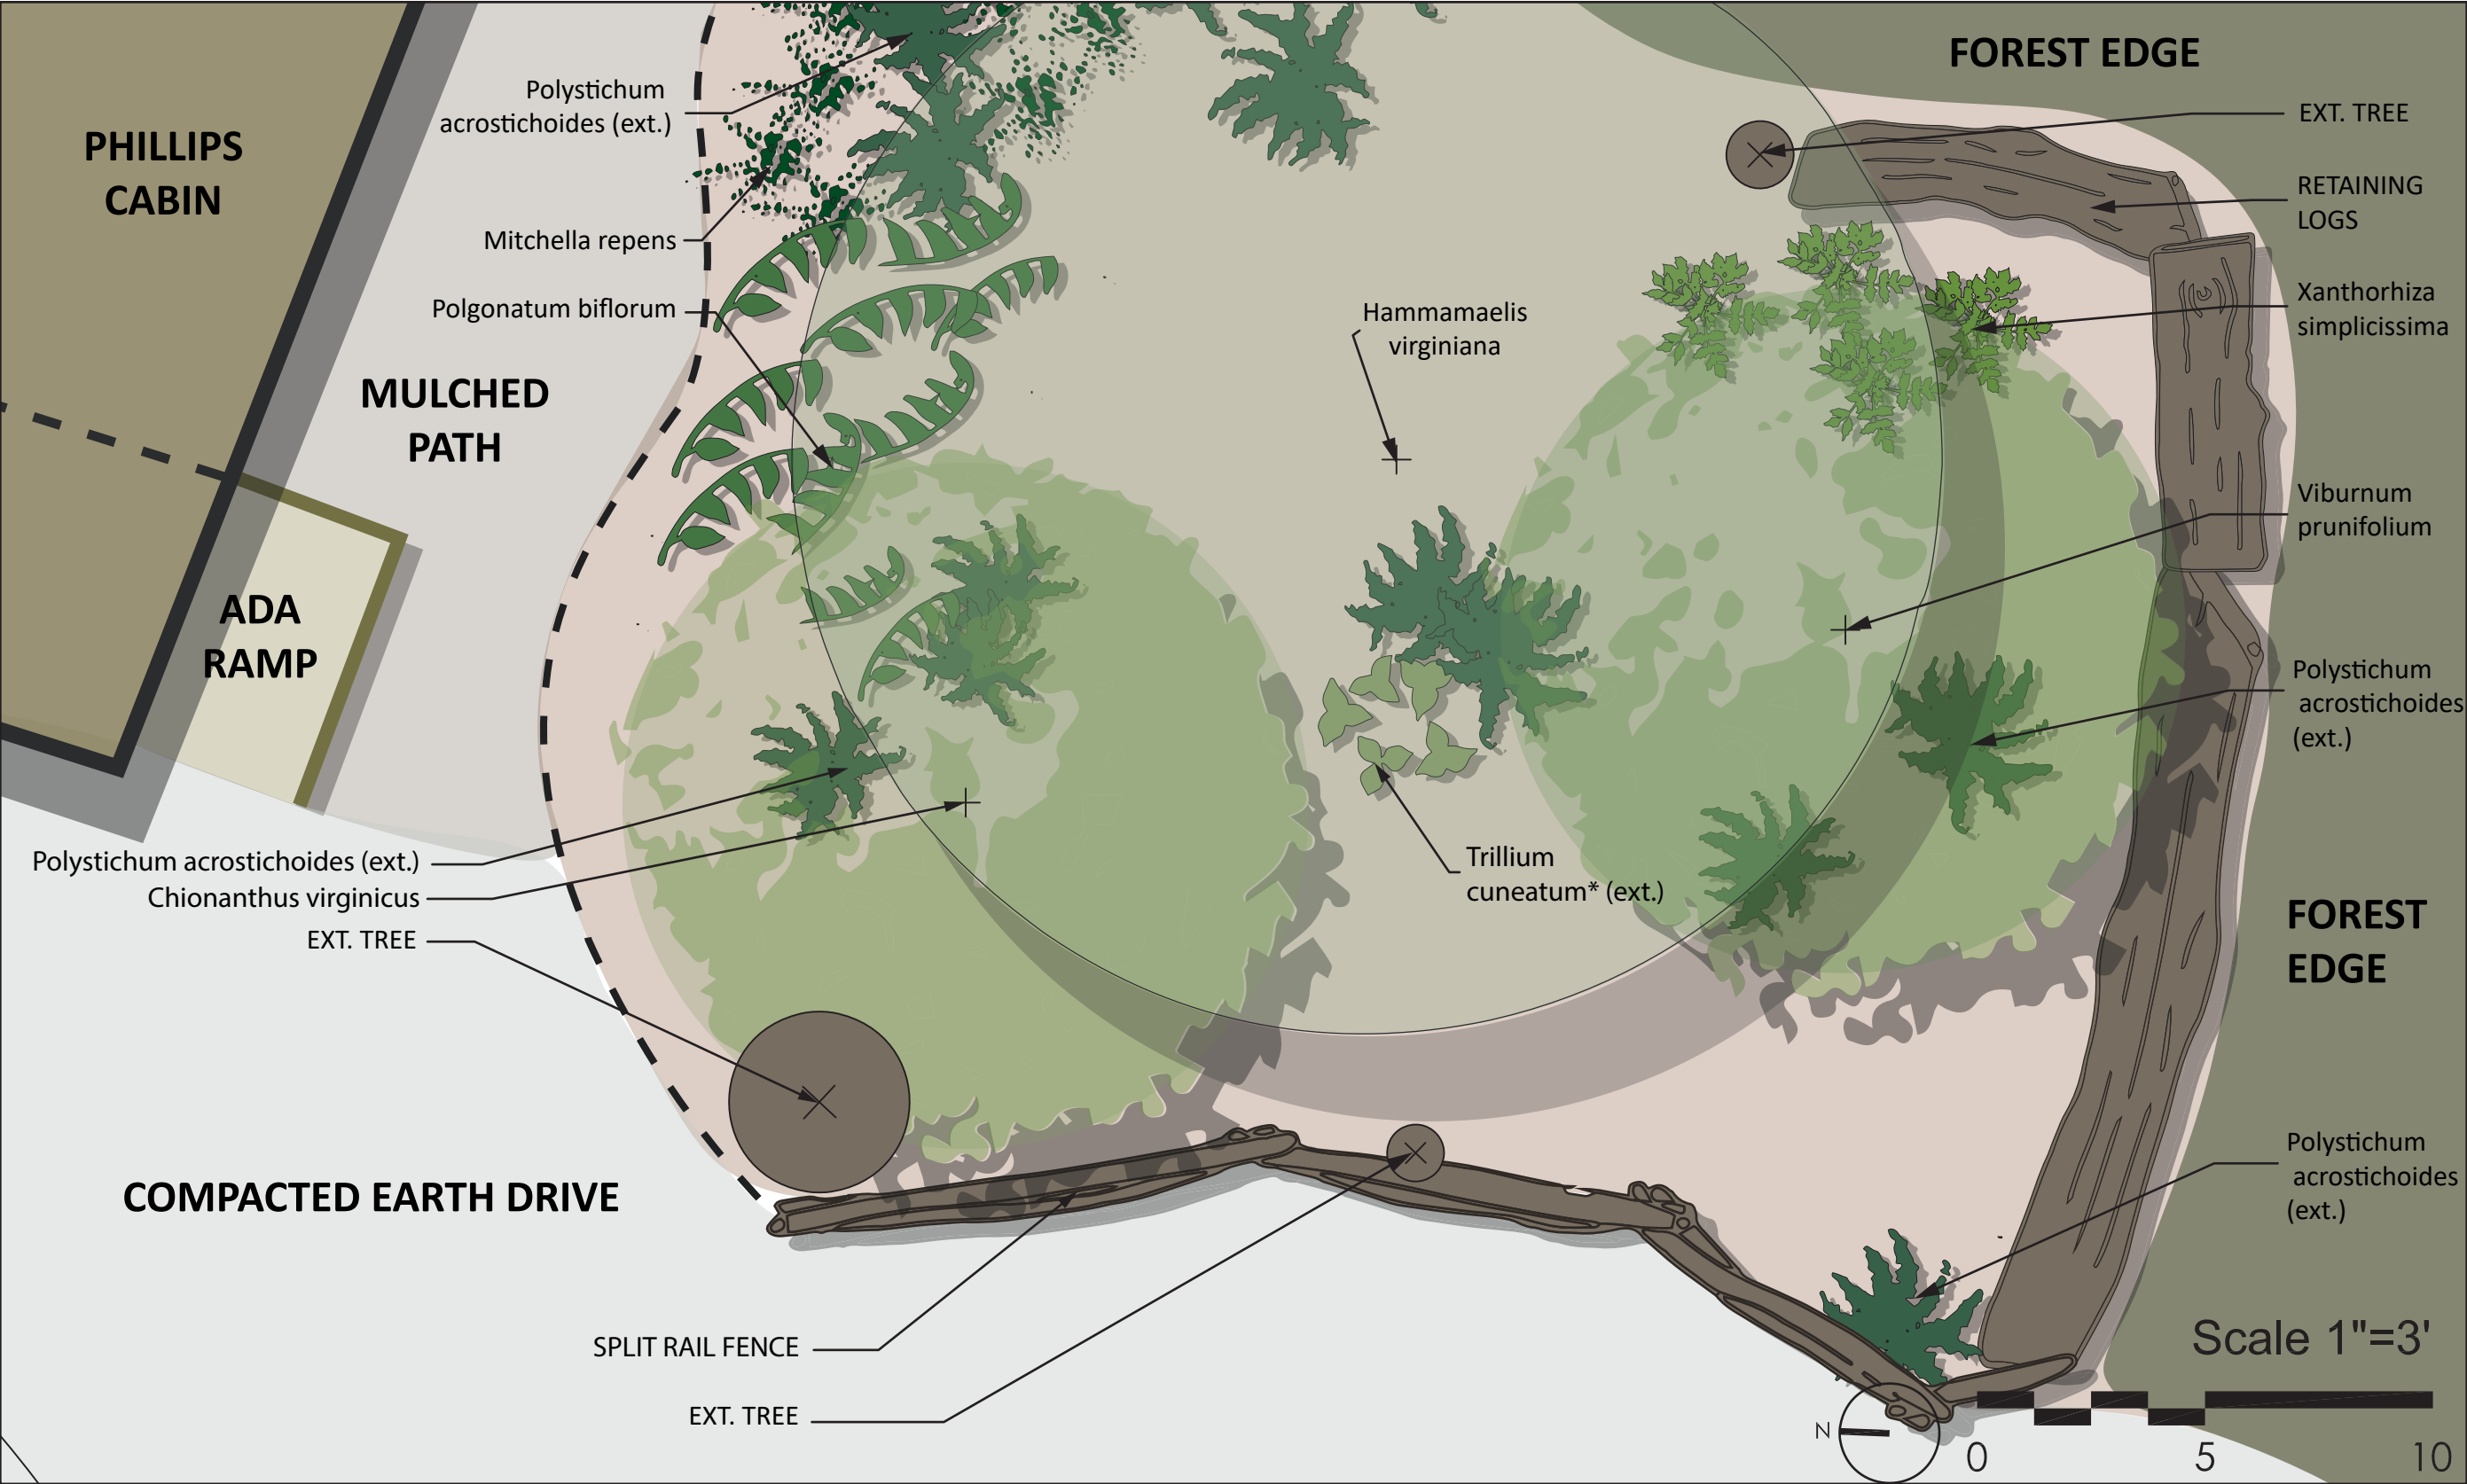 FOREST EDGE
Polystichum
acrostichoides (ext.)
EXT. TREE
PHILLIPS
CABIN
RETAINING
LOGS
Mitchella repens
Polgonatum biflorum
Hammamaelis
virginiana
Xanthorhiza
simplicissima
MULCHED
PATH
Viburnum
prunifolium
ADA
RAMP
Polystichum
acrostichoides
(ext.)
Polystichum acrostichoides (ext.)
Chionanthus virginicus
EXT. TREE
Trillium
cuneatum* (ext.)
FOREST
EDGE
COMPACTED EARTH DRIVE
Polystichum
acrostichoides
(ext.)
SPLIT RAIL FENCE
EXT. TREE
Scale 1"=3'
N
0 5 10